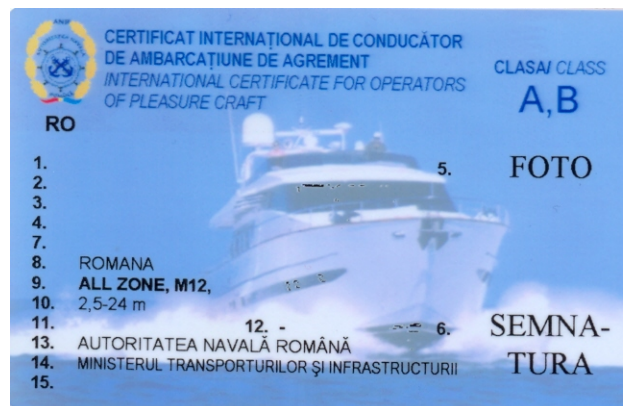 CERTIFICAT INTERNAȚIONAL DE CONDUCĂTOR
DE AMBARCAȚIUNE DE AGREMENT
INTERNATIONAL CERTIFICATE FOR OPERATORS
OF PLEASURE CRAFT
CLASA/ CLASS
A,B
RO
1.
2.
3.
4.
5. FOTO
7.
8. ROMANA
9. ALL ZONE, M12,
10. 2,5-24 m
11. 12. - 6. SEMNA-
TURA
13. AUTORITATEA NAVALĂ ROMÂNĂ
14. MINISTERUL TRANSPORTURILOR ȘI INFRASTRUCTURII
15.